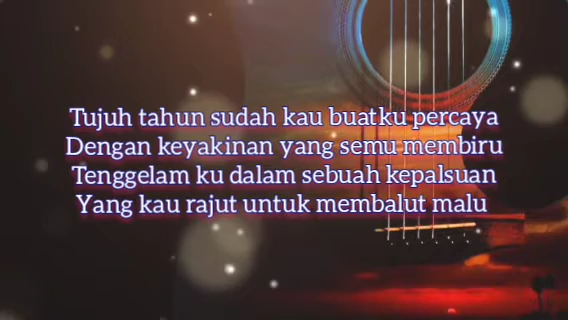 Tujuh tahun sudah kau buatku percaya
Dengan keyakinan yang semu membiru
Tenggelam ku dalam sebuah kepalsuan
Yang kau rajut untuk membalut malu